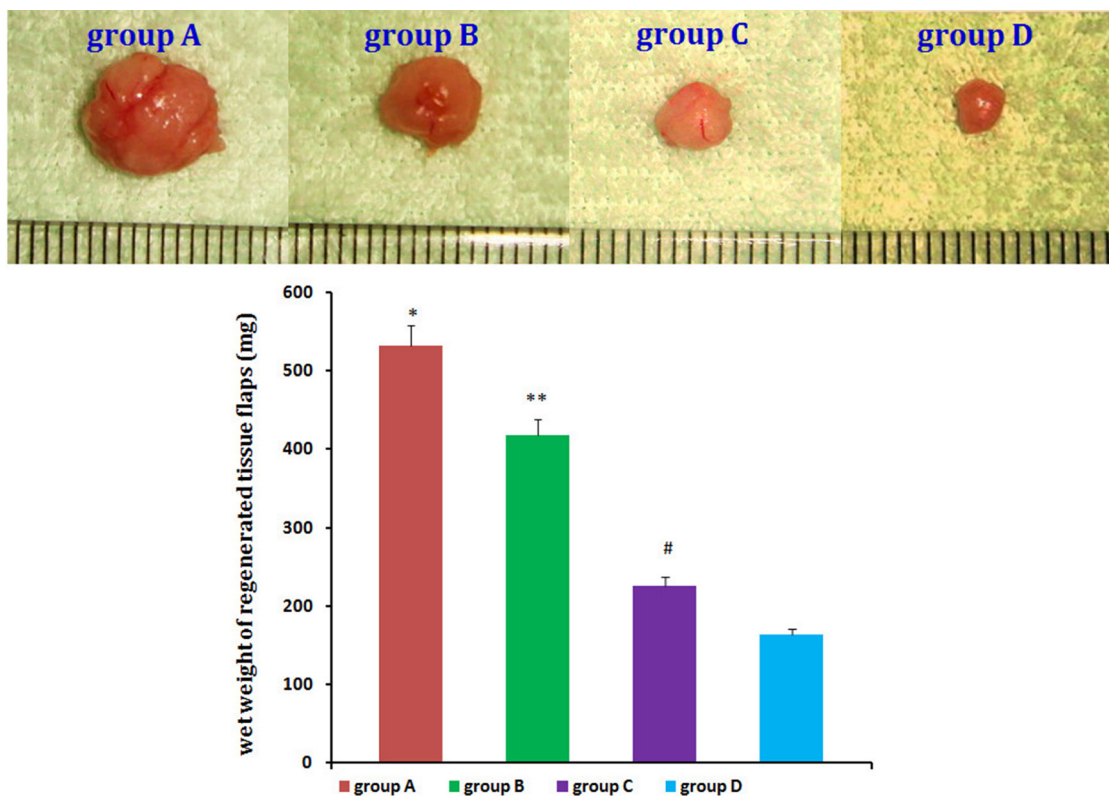 group A
group B
group C
group D
wet weight of regenerated tissue flaps (mg)
600
500
400
300
200
100
0
*
**
#
group A
group B
group C
group D